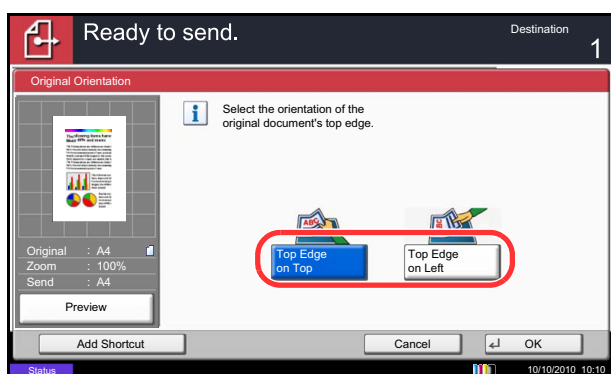 Ready to send.
Destination
1
Original Orientation
Select the orientation of the
original document's top edge.
ABC
ABC
Original : A4
Zoom : 100%
Send : A4
Top Edge
on Top
Top Edge
on Left
Preview
Add Shortcut
Cancel
OK
Status
10/10/2010 10:10